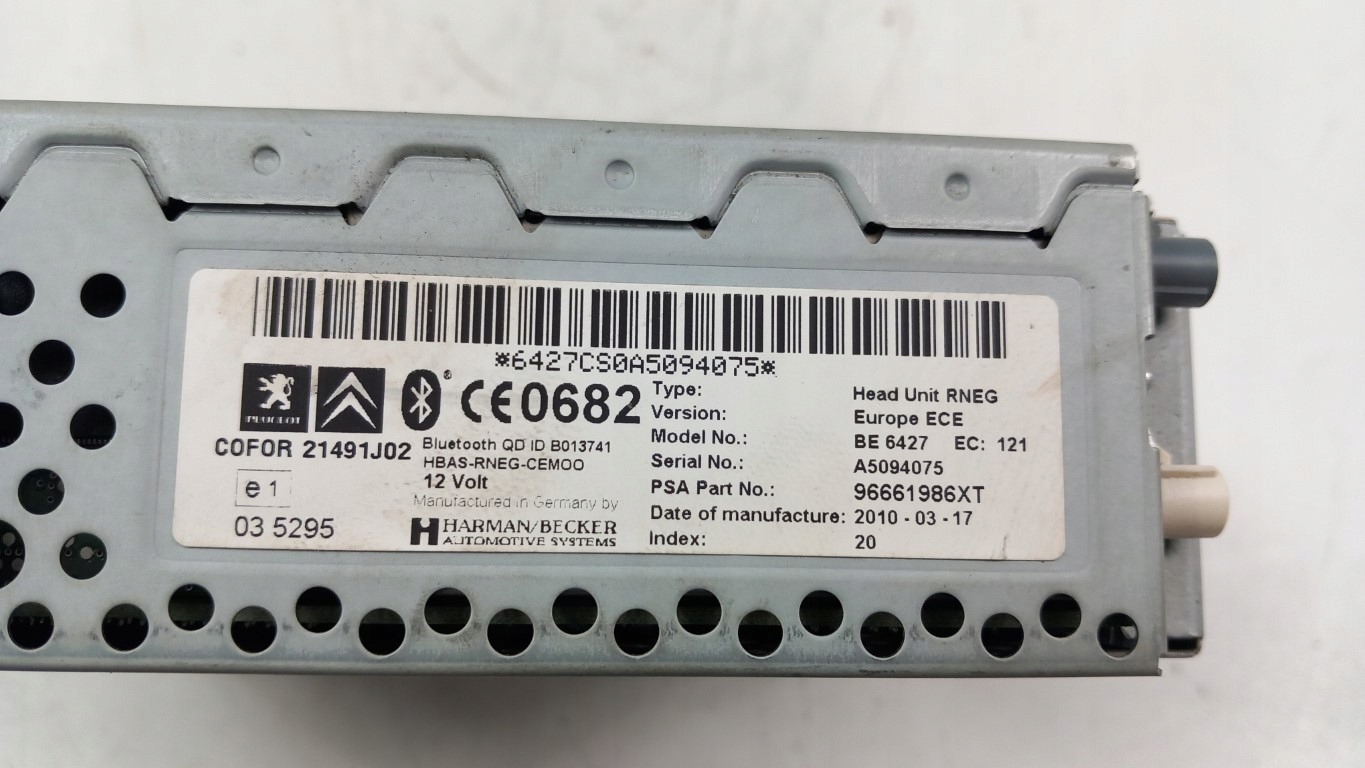 *6427CS0A5094075*
PEUGEOT
CE0682
COFOR 21491J02
Bluetooth QD ID B013741
HBAS-RNEG-CEMOO
12 Volt
Manufactured in Germany by
HARMAN/BECKER
AUTOMOTIVE SYSTEMS
e1
03 5295
Type: Head Unit RNEG
Version: Europe ECE
Model No.: BE 6427 EC: 121
Serial No.: A5094075
PSA Part No.: 96661986XT
Date of manufacture: 2010-03-17
Index: 20